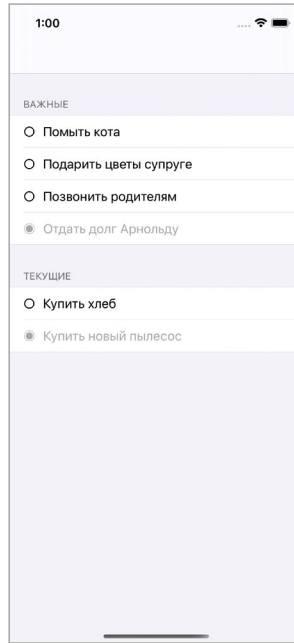 1:00
ВАЖНЫЕ
Помыть кота
Подарить цветы супруге
Позвонить родителям
Отдать долг Арнольду
ТЕКУЩИЕ
Купить хлеб
Купить новый пылесос